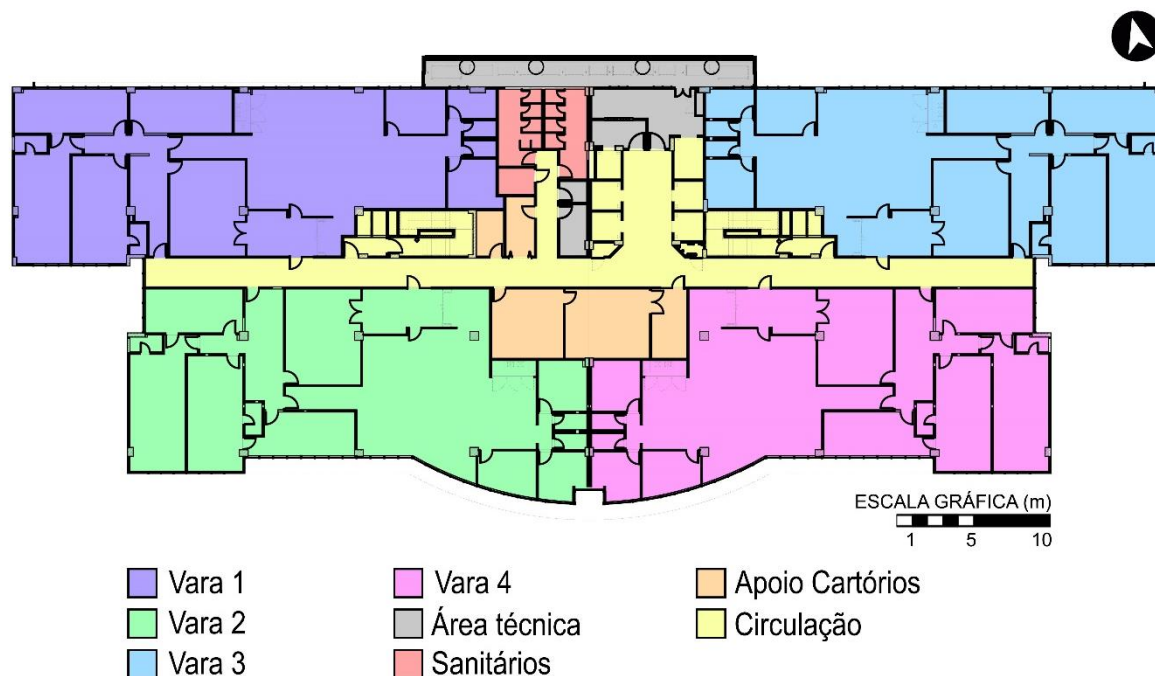 ESCALA GRÁFICA (m)
1 5 10
Vara 1
Vara 2
Vara 3
Vara 4
Área técnica
Sanitários
Apoio Cartórios
Circulação